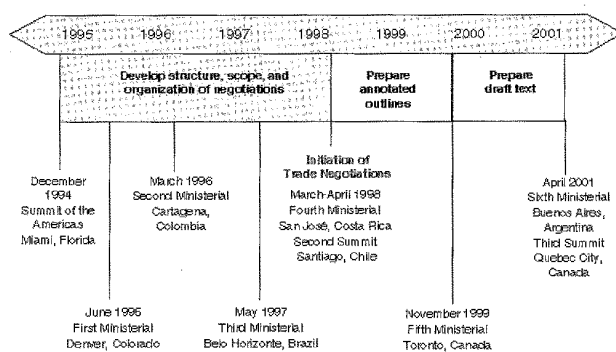 1995 1996 1997 1998 1999 2000 2001
Develop structure, scope, and
organization of negotiations
Prepare
annotated
outlines
Prepare
draft text
December
1994
Summit of the
Americas
Miami, Florida
June 1995
First Ministerial
Denver, Colorado
March 1996
Second Ministerial
Cartagena,
Colombia
May 1997
Third Ministerial
Belo Horizonte, Brazil
Initiation of
Trade Negotiations
March-April 1998
Fourth Ministerial
San José, Costa Rica
Second Summit
Santiago, Chile
November 1999
Fifth Ministerial
Toronto, Canada
April 2001
Sixth Ministerial
Buenos Aires,
Argentina
Third Summit
Quebec City,
Canada